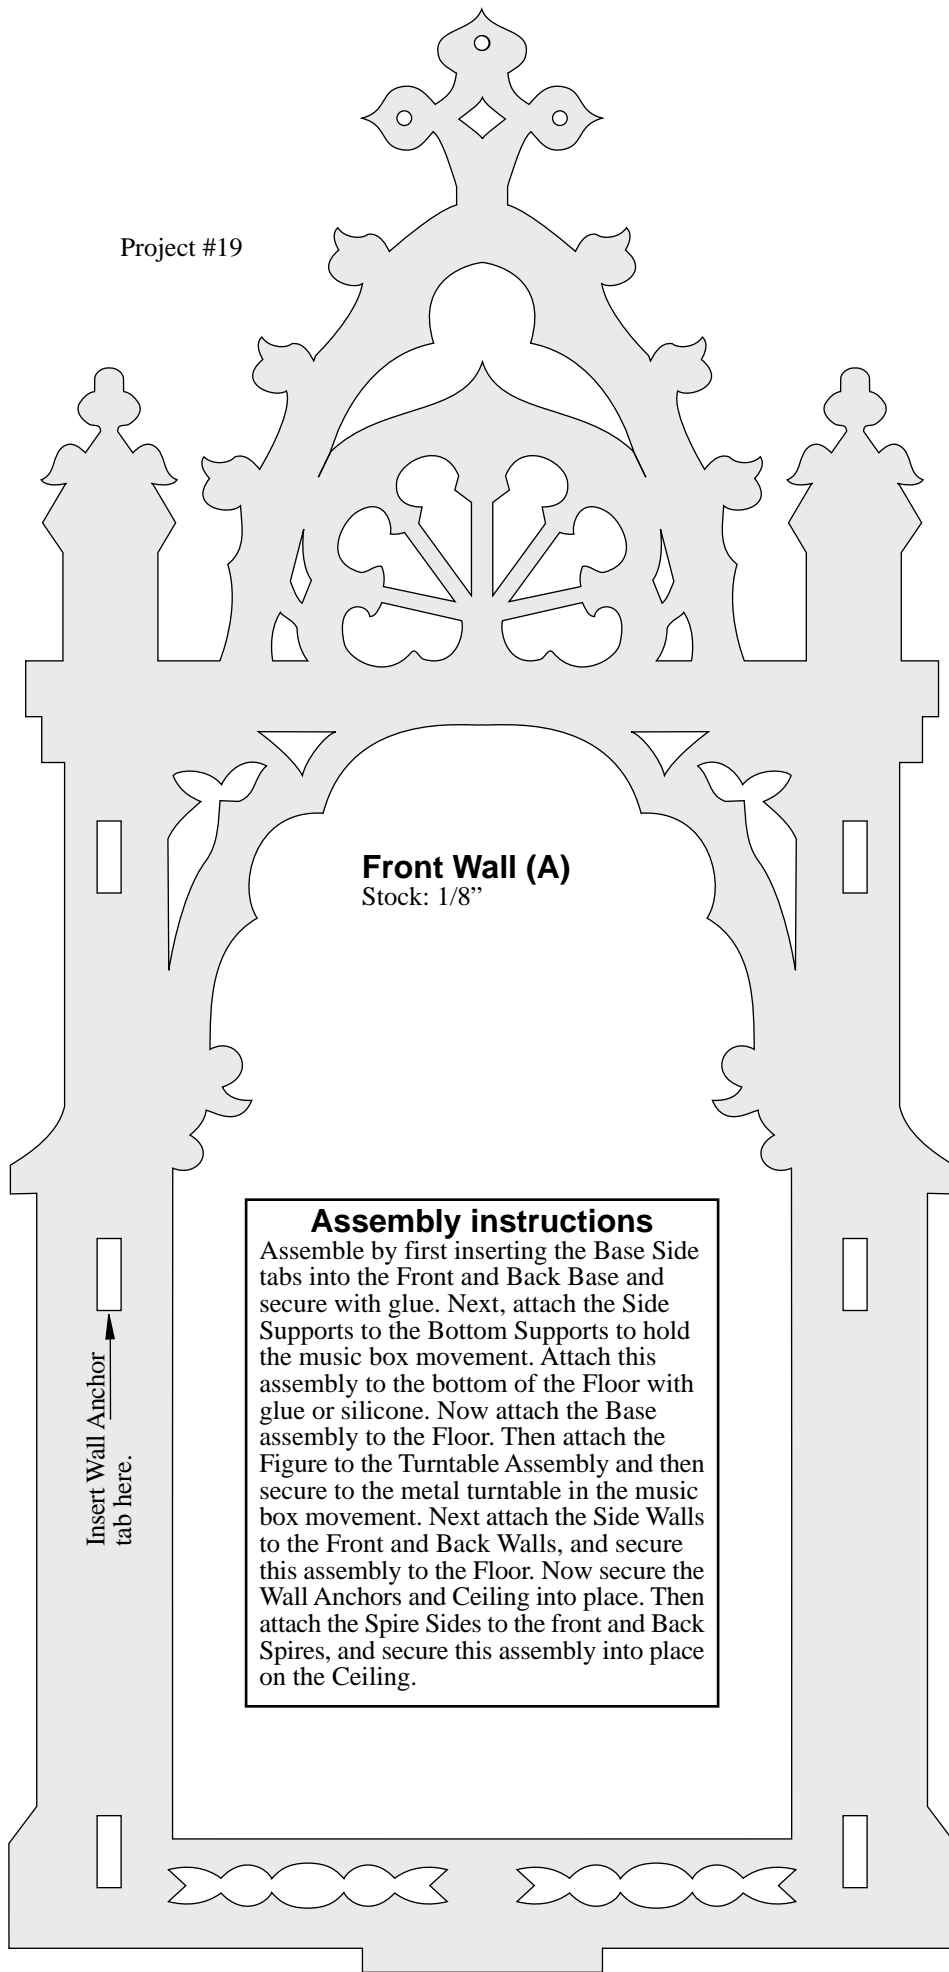 Project #19
Front Wall (A)
Stock: 1/8”
Assembly instructions
Assemble by first inserting the Base Side
tabs into the Front and Back Base and
secure with glue. Next, attach the Side
Supports to the Bottom Supports to hold
the music box movement. Attach this
assembly to the bottom of the Floor with
glue or silicone. Now attach the Base
assembly to the Floor. Then attach the
Figure to the Turntable Assembly and then
secure to the metal turntable in the music
box movement. Next attach the Side Walls
to the Front and Back Walls, and secure
this assembly to the Floor. Now secure the
Wall Anchors and Ceiling into place. Then
attach the Spire Sides to the front and Back
Spires, and secure this assembly into place
on the Ceiling.
Insert Wall Anchor
tab here.